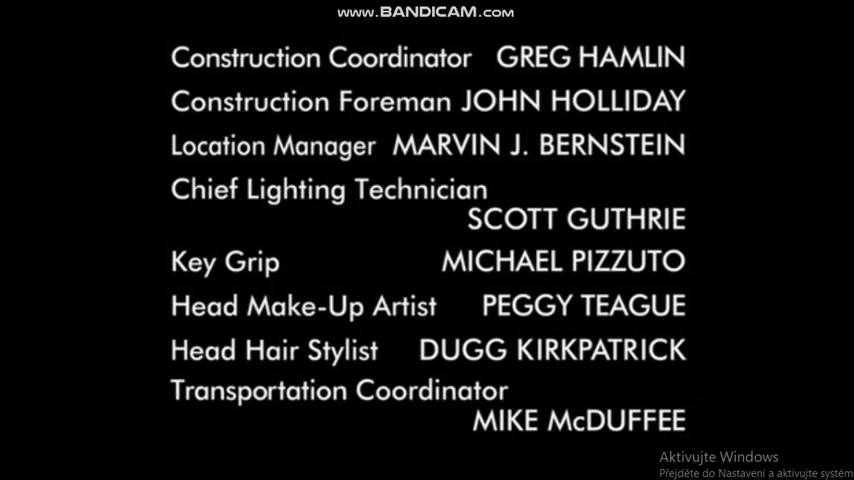 www.BANDICAM.com
Construction Coordinator GREG HAMLIN
Construction Foreman JOHN HOLLIDAY
Location Manager MARVIN J. BERNSTEIN
Chief Lighting Technician
SCOTT GUTHRIE
Key Grip MICHAEL PIZZUTO
Head Make-Up Artist PEGGY TEAGUE
Head Hair Stylist DUGG KIRKPATRICK
Transportation Coordinator
MIKE McDUFFEE
Aktivujte Windows
Přejděte do Nastavení a aktivujte systém